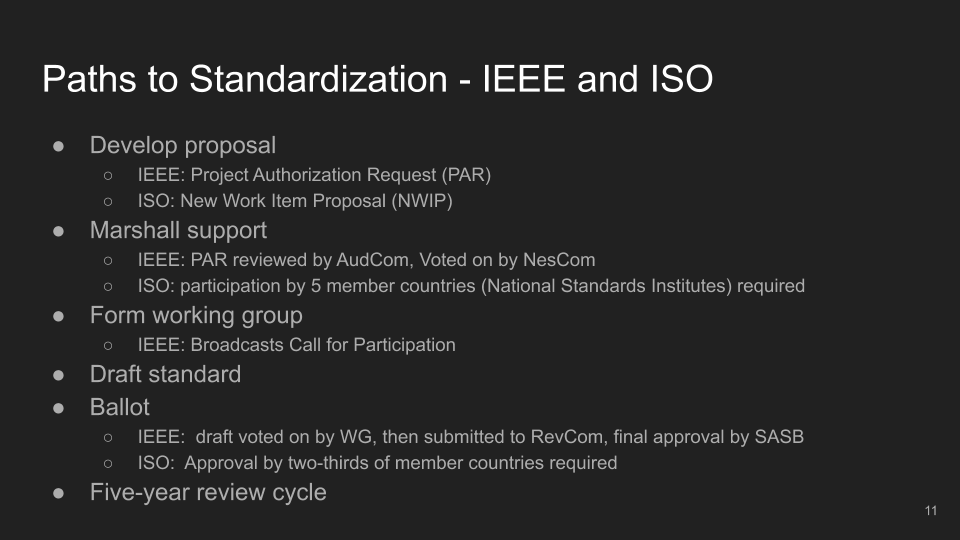 Paths to Standardization - IEEE and ISO
● Develop proposal
○ IEEE: Project Authorization Request (PAR)
○ ISO: New Work Item Proposal (NWIP)
● Marshall support
○ IEEE: PAR reviewed by AudCom, Voted on by NesCom
○ ISO: participation by 5 member countries (National Standards Institutes) required
● Form working group
○ IEEE: Broadcasts Call for Participation
● Draft standard
● Ballot
○ IEEE:  draft voted on by WG, then submitted to RevCom, final approval by SASB
○ ISO:  Approval by two-thirds of member countries required
● Five-year review cycle
11